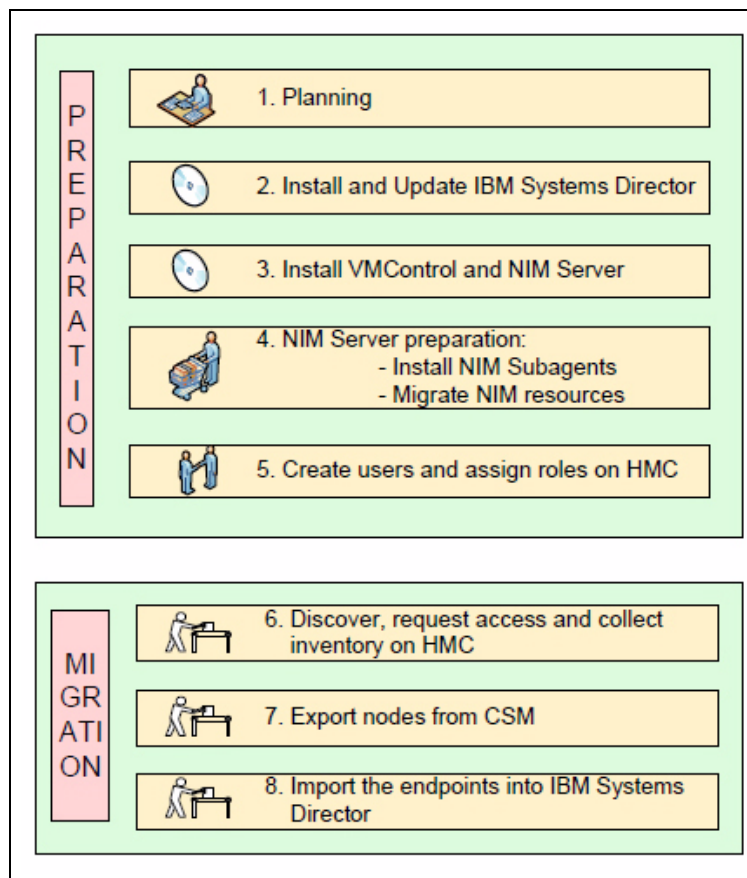 PREPARATION
1. Planning
2. Install and Update IBM Systems Director
3. Install VMControl and NIM Server
4. NIM Server preparation:
- Install NIM Subagents
- Migrate NIM resources
5. Create users and assign roles on HMC
MI
GR
ATI
ON
6. Discover, request access and collect
inventory on HMC
7. Export nodes from CSM
8. Import the endpoints into IBM Systems
Director